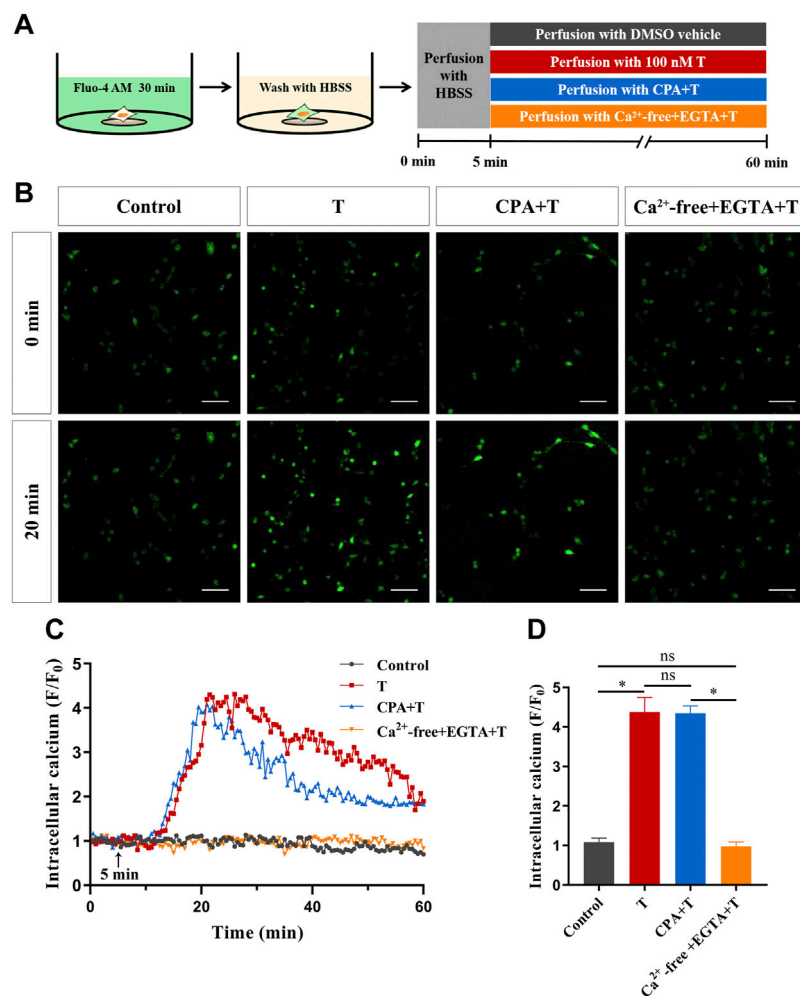 A
Fluo-4 AM 30 min
Wash with HBSS
Perfusion
with
HBSS
Perfusion with DMSO vehicle
Perfusion with 100 nM T
Perfusion with CPA+T
Perfusion with Ca²⁺-free+EGTA+T
0 min
5 min
60 min
B
Control
T
CPA+T
Ca²⁺-free+EGTA+T
0 min
20 min
C
Intracellular calcium (F/F₀)
5
4
3
2
1
0
0
20
40
60
5 min
Time (min)
Control
T
CPA+T
Ca²⁺-free+EGTA+T
D
Intracellular calcium (F/F₀)
5
4
3
2
1
0
ns
ns
*
*
Control
T
CPA+T
Ca²⁺-free+EGTA+T